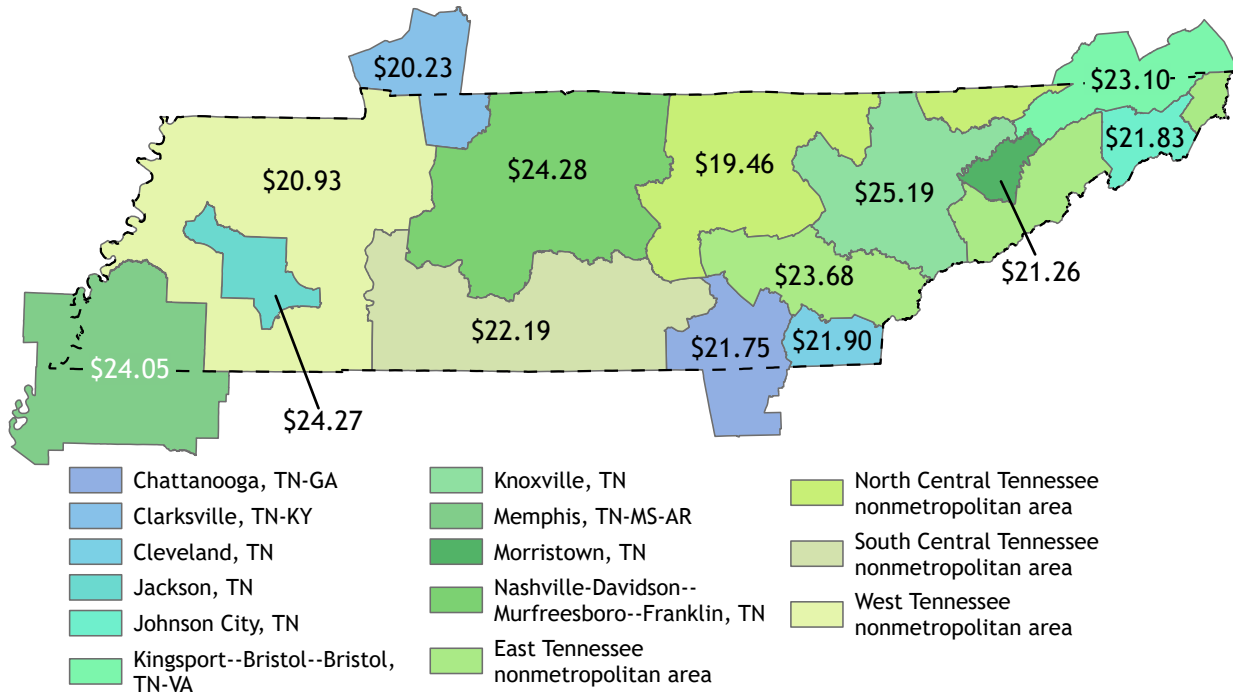 $20.23
$23.10
$21.83
$24.28
$19.46
$20.93
$25.19
$21.26
$23.68
$22.19
$21.75
$21.90
$24.05
$24.27
Chattanooga, TN-GA
Clarksville, TN-KY
Cleveland, TN
Jackson, TN
Johnson City, TN
Kingsport--Bristol--Bristol,
TN-VA
Knoxville, TN
Memphis, TN-MS-AR
Morristown, TN
Nashville-Davidson--
Murfreesboro--Franklin, TN
East Tennessee
nonmetropolitan area
North Central Tennessee
nonmetropolitan area
South Central Tennessee
nonmetropolitan area
West Tennessee
nonmetropolitan area